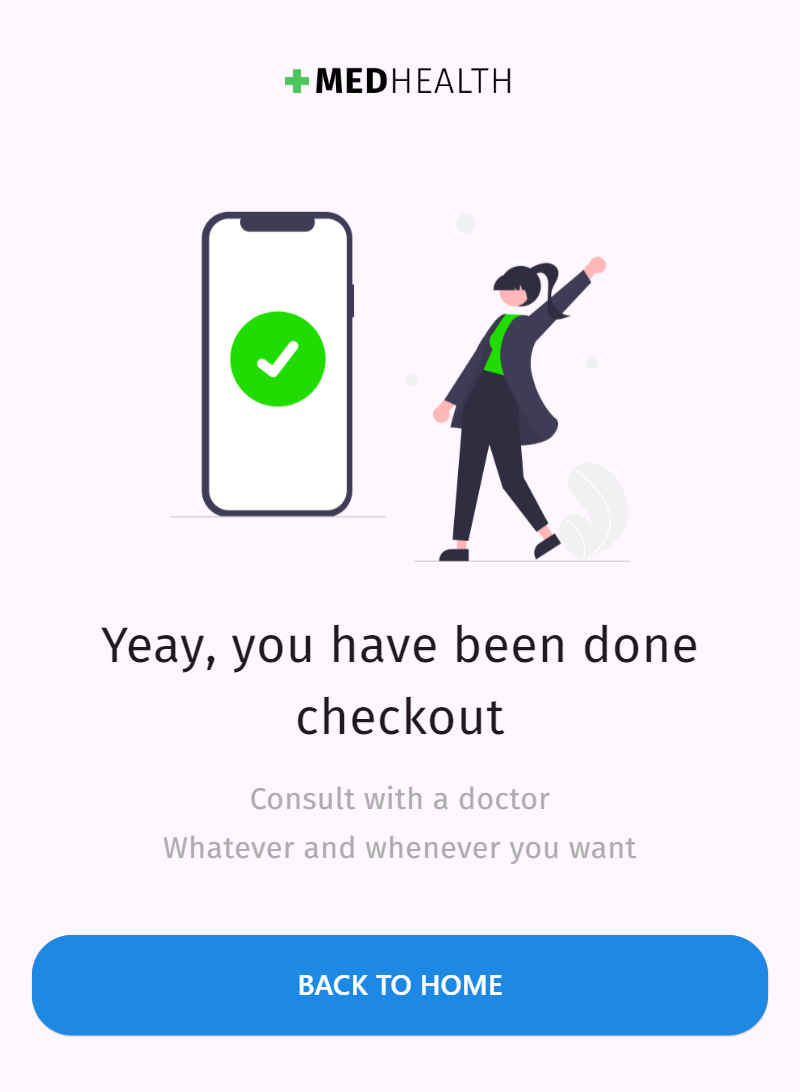 MEDHEALTH
Yeay, you have been done
checkout
Consult with a doctor
Whatever and whenever you want
BACK TO HOME